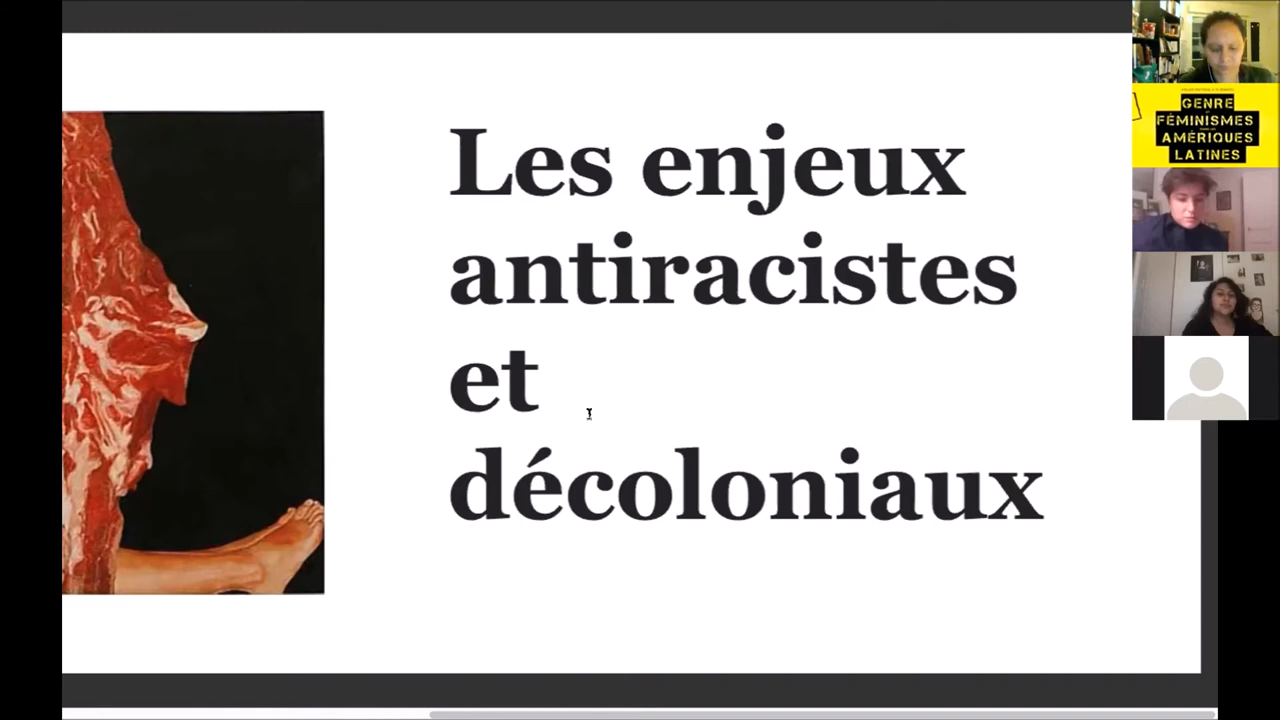 Les enjeux
antiracistes
et
décoloniaux
GENRE
FÉMINISMES
AMÉRIQUES
LATINES